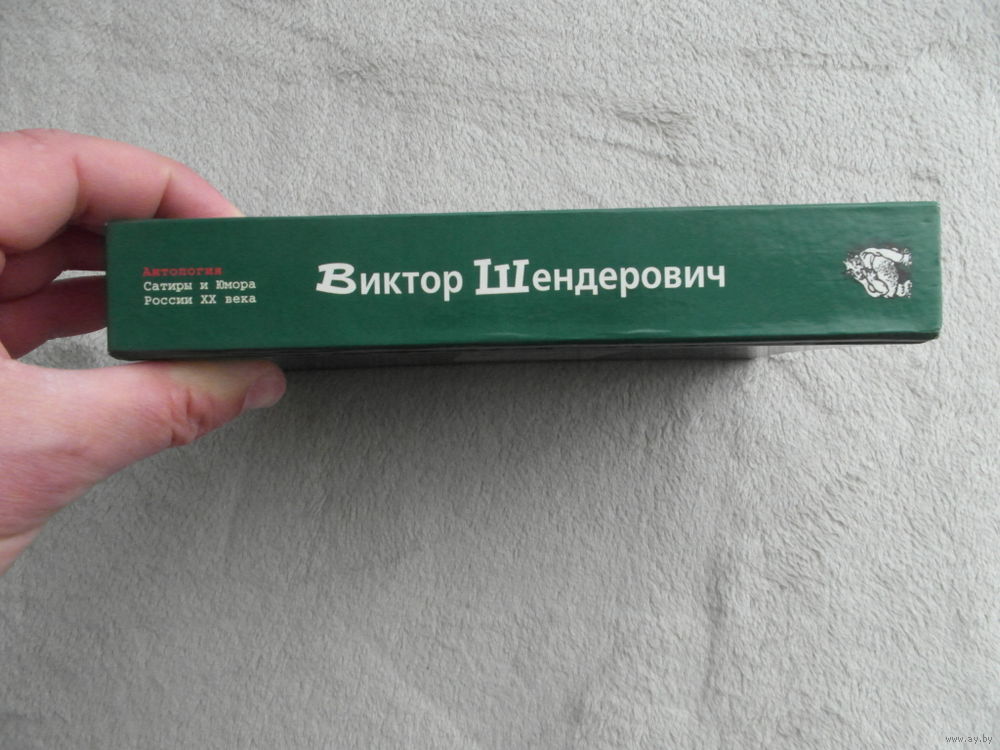 Антология
Сатиры и Юмора
России XX века
Виктор Шендерович
www.ay.by